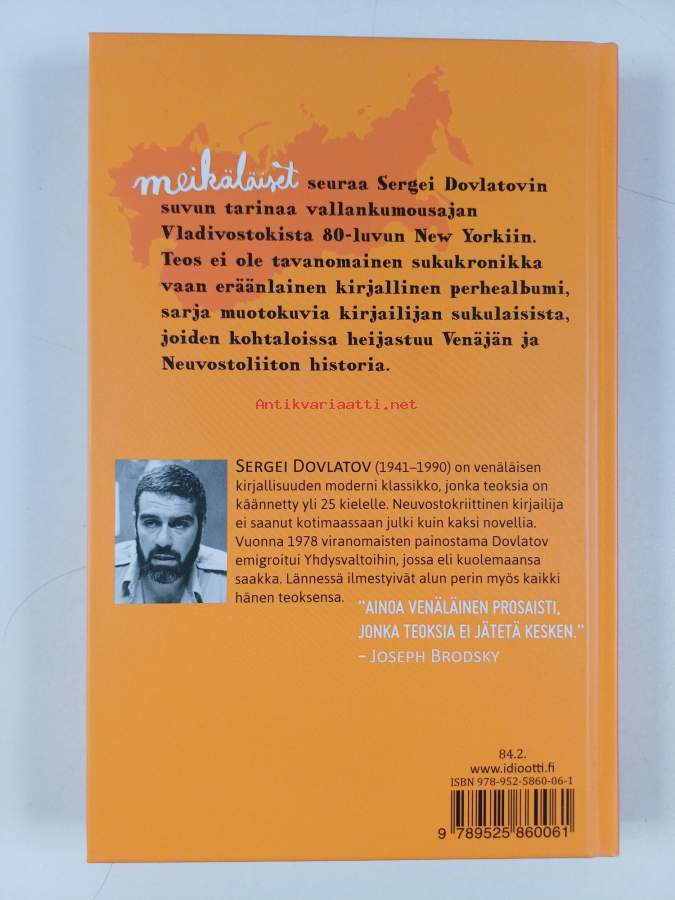 meikäläiset seuraa Sergei Dovlatovin
suvun tarinaa vallankumousajan
Vladivostokista 80-luvun New Yorkiin.
Teos ei ole tavanomainen sukukronikka
vaan eräänlainen kirjallinen perhealbumi,
sarja muotokuvia kirjailijan sukulaisista,
joiden kohtaloissa heijastuu Venäjän ja
Neuvostoliiton historia.
Antikvariaatti.net
SERGEI DOVLATOV (1941–1990) on venäläisen
kirjallisuuden moderni klassikko, jonka teoksia on
käännetty yli 25 kielelle. Neuvostokriittinen kirjailija
ei saanut kotimaassaan julki kuin kaksi novellia.
Vuonna 1978 viranomaisten painostama Dovlatov
emigroitui Yhdysvaltoihin, jossa eli kuolemaansa
saakka. Lännessä ilmestyivät alun perin myös kaikki
hänen teoksensa.
"AINOA VENÄLÄINEN PROSAISTI,
JONKA TEOKSIA EI JÄTETÄ KESKEN."
– JOSEPH BRODSKY
84.2.
www.idiootti.fi
ISBN 978-952-5860-06-1
9 789525 860061